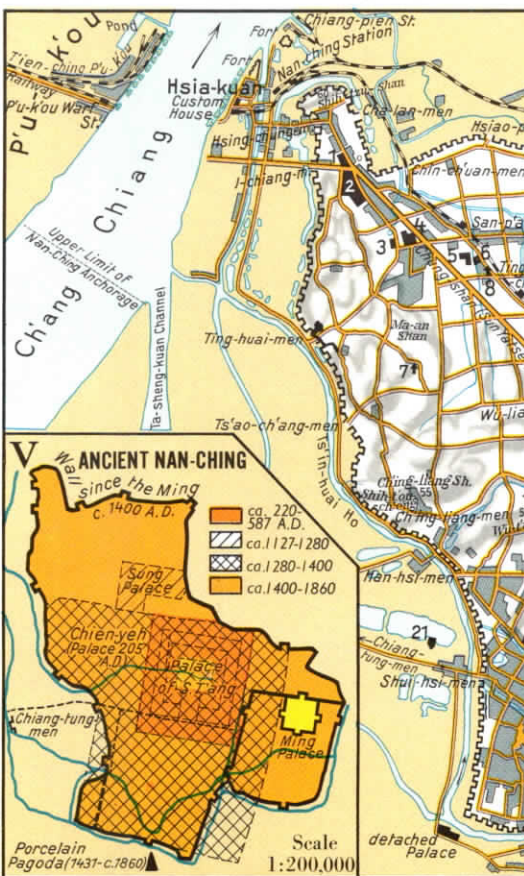 Pond
Chiang-pien St.
Fort
Nan-ching Station
Tien-ching P'u-k'ou
Railway
P'u-k'ou Warf
St.
P'u-k'ou
Fort
Hsia-kuan
Custom
House
Shan
Cha-lan-men
Hsiao-p
Hsing-chung-m
Chin-ch'uan-men
I-chiang-m
2
San-p'a
Ch'ang Chiang
Upper Limit of
Nan-Ching Anchorage
3
4
5
6
8
Ting
Chung Shan
Ta-sheng-kuan Channel
Ting-huai-men
Ma-an
Shan
7
Wu-lia
Ts'ao-ch'ang-men
Ts'in-huai Ho
Ch'ing-liang Sh.
55
Ch'ing-liang-men
Han-hsi-men
21
Chiang-
tung-men
Shui-hsi-men
detached
Palace
V
ANCIENT NAN-CHING
Wall since the Ming
c. 1400 A.D.
ca. 220-
587 A.D.
ca.1127-1280
ca.1280-1400
ca.1400-1860
Sung
Palace
Chien-yeh
(Palace 205
A.D.)
Palace
of S. T'ang
Chiang-tung-
men
Ming
Palace
Porcelain
Pagoda (1431-c.1860)
Scale
1:200,000